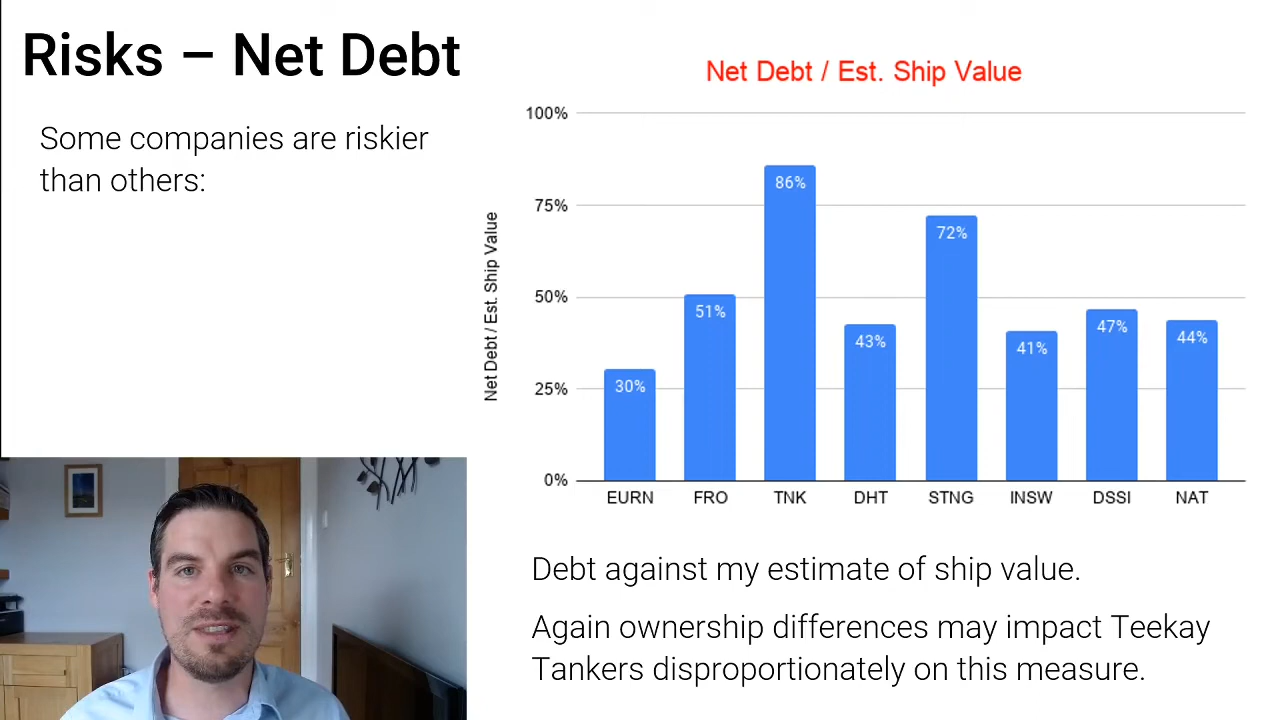 Risks – Net Debt
Some companies are riskier
than others:
Net Debt / Est. Ship Value
Net Debt / Est. Ship Value
100%
75%
50%
25%
0%
30%
51%
86%
43%
72%
41%
47%
44%
EURN
FRO
TNK
DHT
STNG
INSW
DSSI
NAT
Debt against my estimate of ship value.
Again ownership differences may impact Teekay
Tankers disproportionately on this measure.